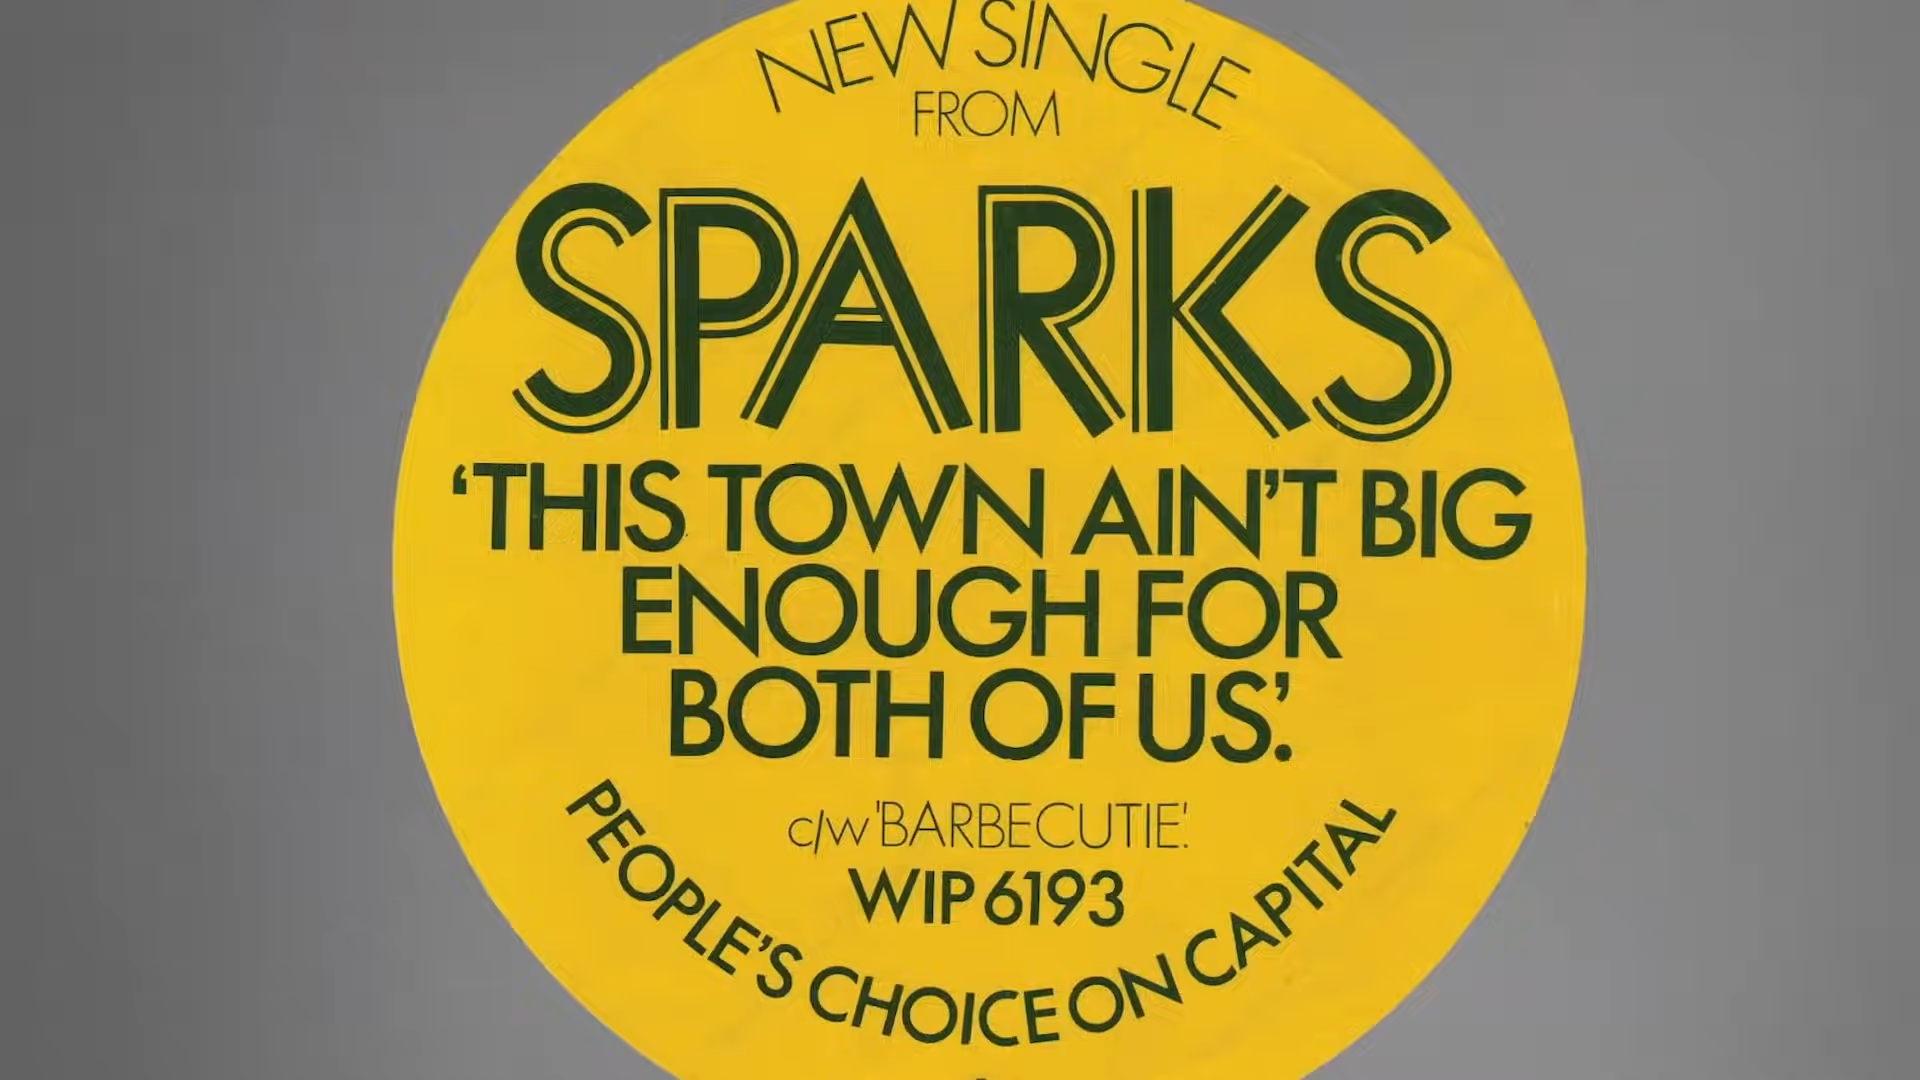 NEW SINGLE
FROM
SPARKS
‘THIS TOWN AIN’T BIG
ENOUGH FOR
BOTH OF US’.
c/w 'BARBECUTIE'.
WIP 6193
PEOPLE’S CHOICE ON CAPITAL